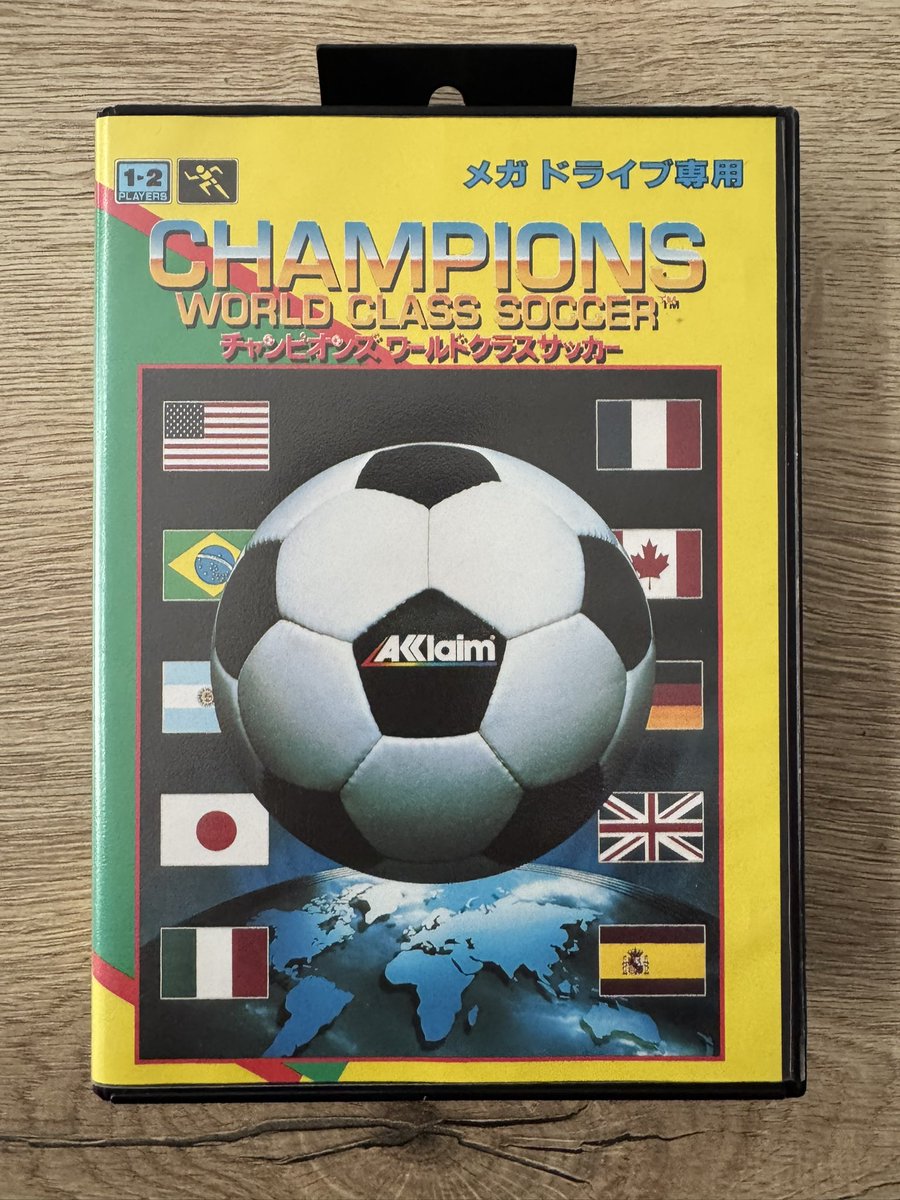 1-2
PLAYERS
メガドライブ専用
CHAMPIONS
WORLD CLASS SOCCER™
チャンピオンズ ワールドクラスサッカー
AKKlaim®